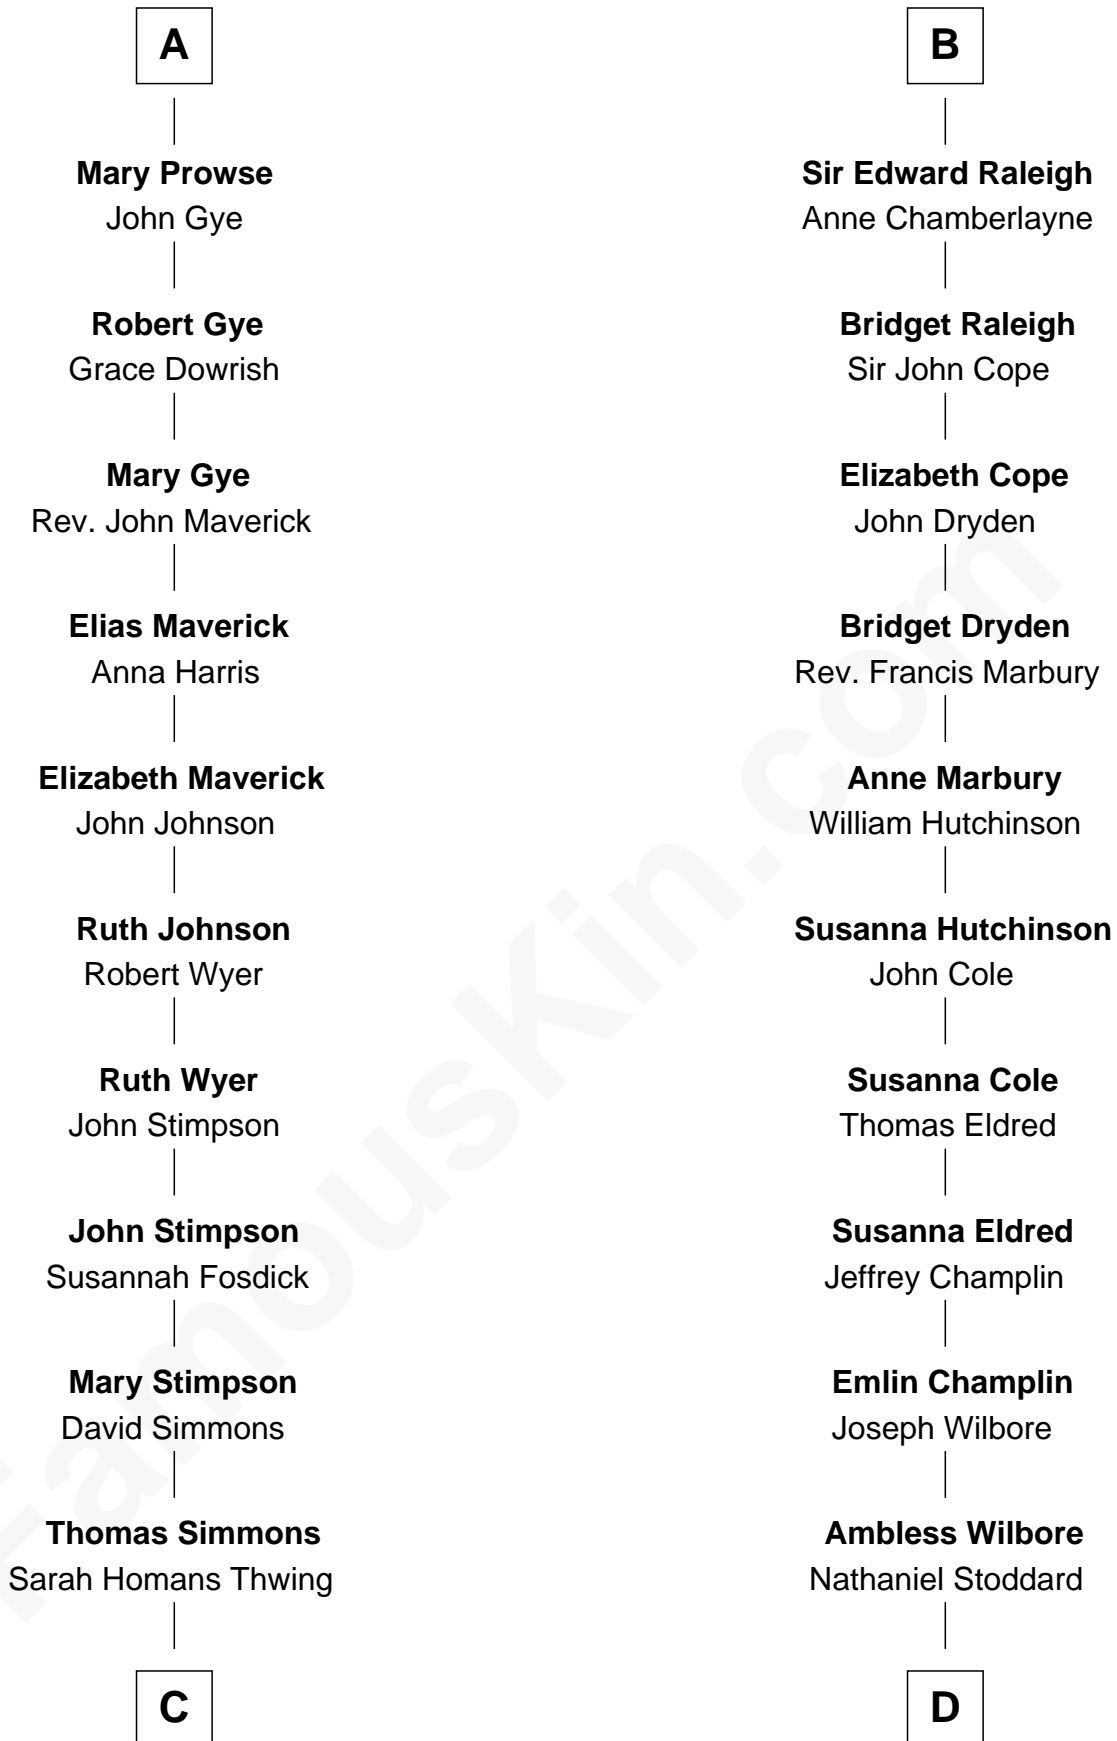 A
Mary Prowse
John Gye
Robert Gye
Grace Dowrish
Mary Gye
Rev. John Maverick
Elias Maverick
Anna Harris
Elizabeth Maverick
John Johnson
Ruth Johnson
Robert Wyer
Ruth Wyer
John Stimpson
John Stimpson
Susannah Fosdick
Mary Stimpson
David Simmons
Thomas Simmons
Sarah Homans Thwing
C
B
Sir Edward Raleigh
Anne Chamberlayne
Bridget Raleigh
Sir John Cope
Elizabeth Cope
John Dryden
Bridget Dryden
Rev. Francis Marbury
Anne Marbury
William Hutchinson
Susanna Hutchinson
John Cole
Susanna Cole
Thomas Eldred
Susanna Eldred
Jeffrey Champlin
Emlin Champlin
Joseph Wilbore
Ambless Wilbore
Nathaniel Stoddard
D
FamousKin.com